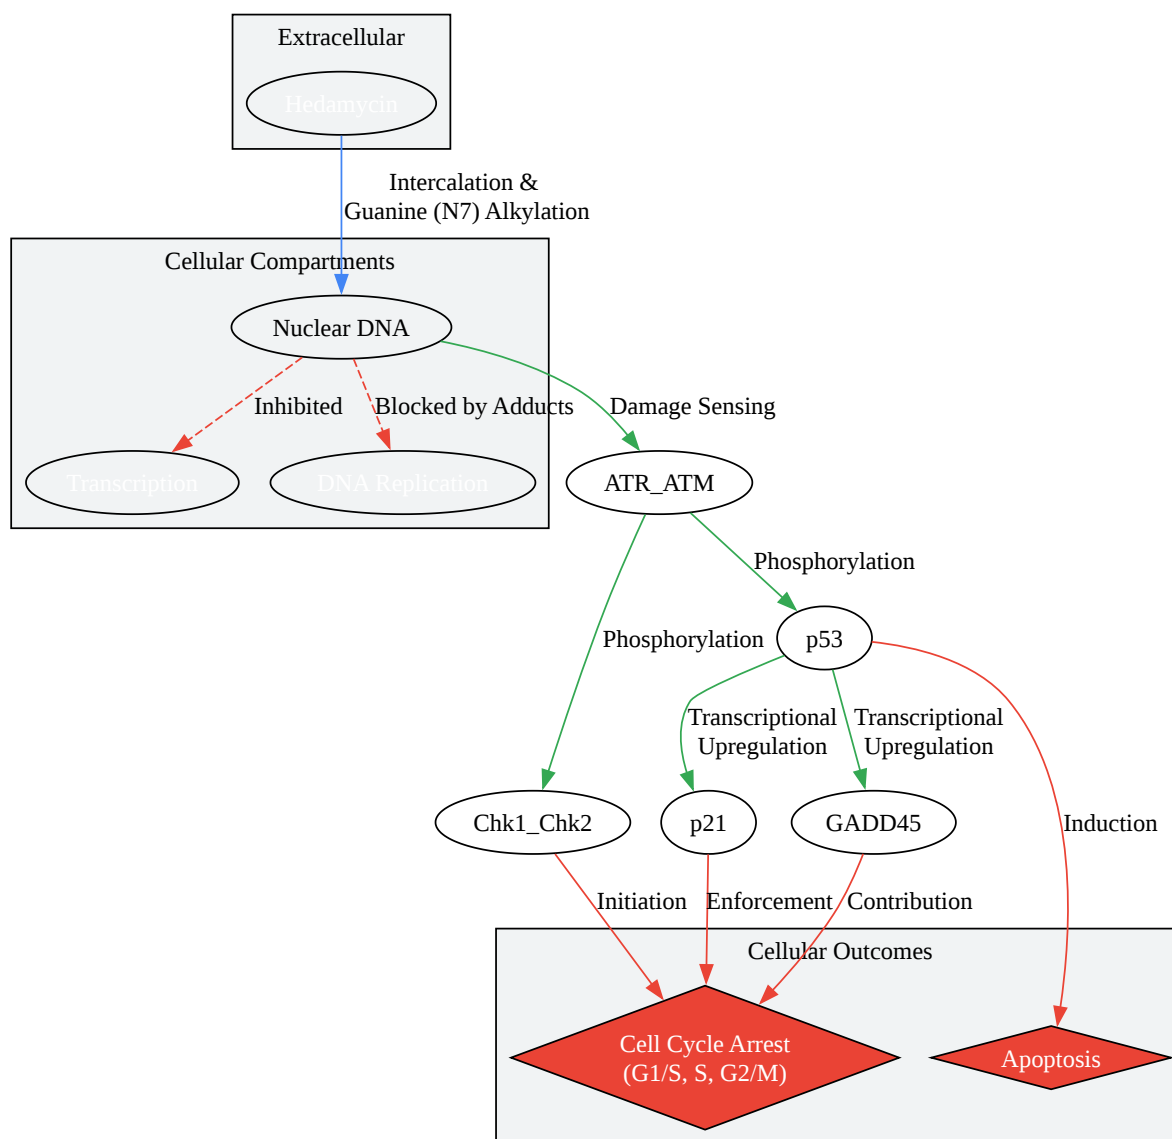 Extracellular
Hedamycin
Intercalation &
Guanine (N7) Alkylation
Cellular Compartments
Nuclear DNA
Inhibited
Blocked by Adducts
Damage Sensing
Transcription
DNA Replication
ATR_ATM
Phosphorylation
Phosphorylation
p53
Transcriptional
Upregulation
Transcriptional
Upregulation
Chk1_Chk2
p21
GADD45
Induction
Initiation
Enforcement
Contribution
Cellular Outcomes
Cell Cycle Arrest
(G1/S, S, G2/M)
Apoptosis